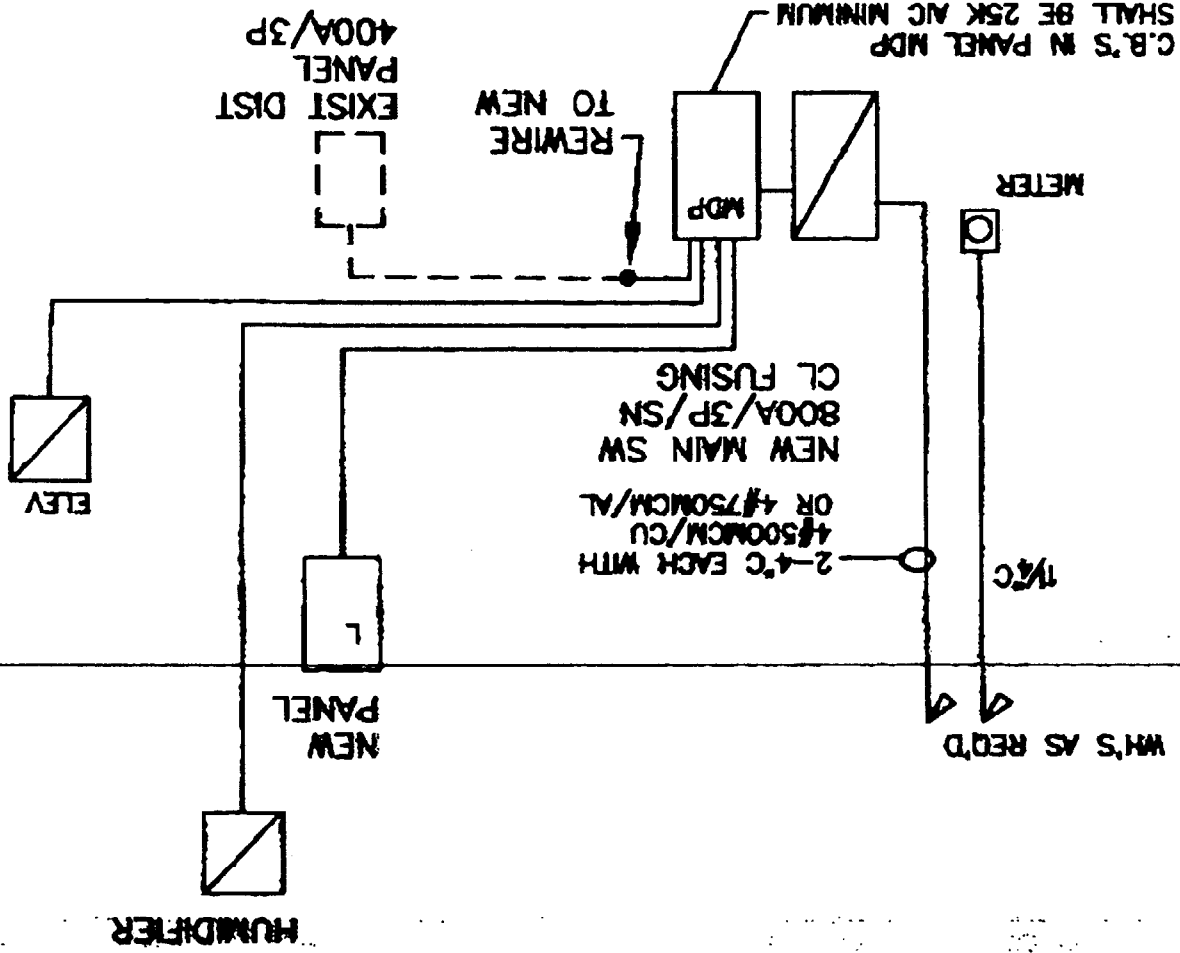 HUMIDIFIER
WH'S AS REQ'D
NEW
PANEL
L
1¼"C
2-4"C EACH WITH
4#500MCM/CU
OR 4#750MCM/AL
ELEV
NEW MAIN SW
800A/3P/SN
CL FUSING
METER
MDP
REWIRE
TO NEW
EXIST DIST
PANEL
400A/3P
C.B.'S IN PANEL MDP
SHALL BE 25K AIC MINIMUM